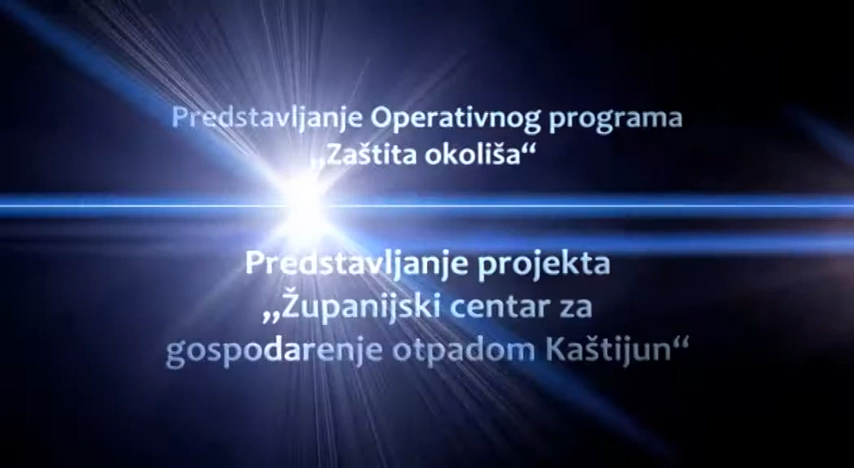 Predstavljanje Operativnog programa
„Zaštita okoliša“
Predstavljanje projekta
„Županijski centar za
gospodarenje otpadom Kaštijun“